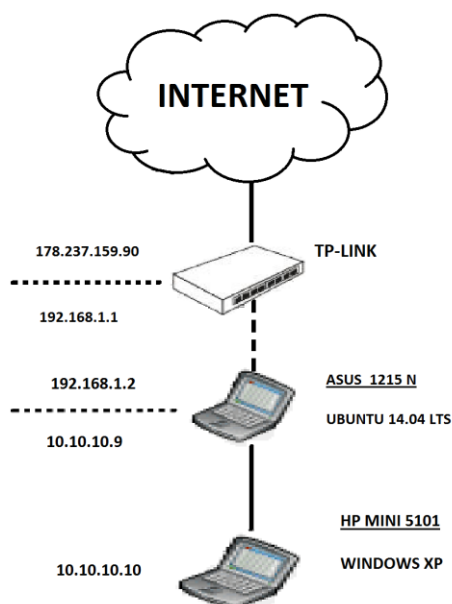 INTERNET
178.237.159.90
TP-LINK
192.168.1.1
192.168.1.2
ASUS 1215 N
UBUNTU 14.04 LTS
10.10.10.9
HP MINI 5101
WINDOWS XP
10.10.10.10